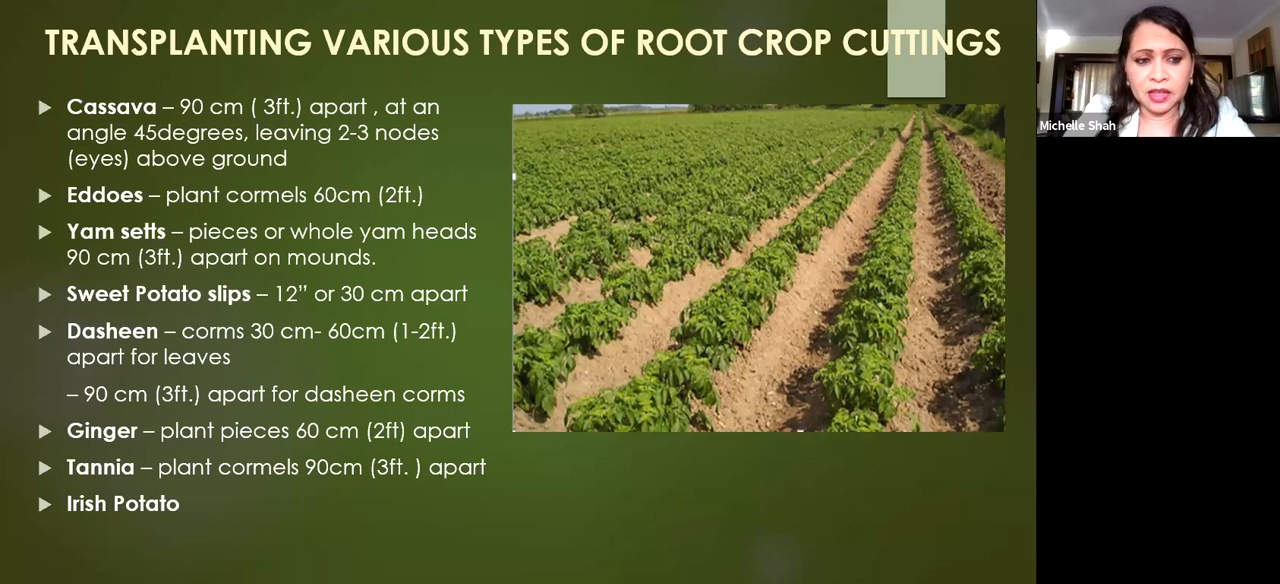 TRANSPLANTING VARIOUS TYPES OF ROOT CROP CUTTINGS
Cassava – 90 cm ( 3ft.) apart , at an
angle 45degrees, leaving 2-3 nodes
(eyes) above ground
Eddoes – plant cormels 60cm (2ft.)
Yam setts – pieces or whole yam heads
90 cm (3ft.) apart on mounds.
Sweet Potato slips – 12” or 30 cm apart
Dasheen – corms 30 cm- 60cm (1-2ft.)
apart for leaves
– 90 cm (3ft.) apart for dasheen corms
Ginger – plant pieces 60 cm (2ft) apart
Tannia – plant cormels 90cm (3ft. ) apart
Irish Potato
Michelle Shah